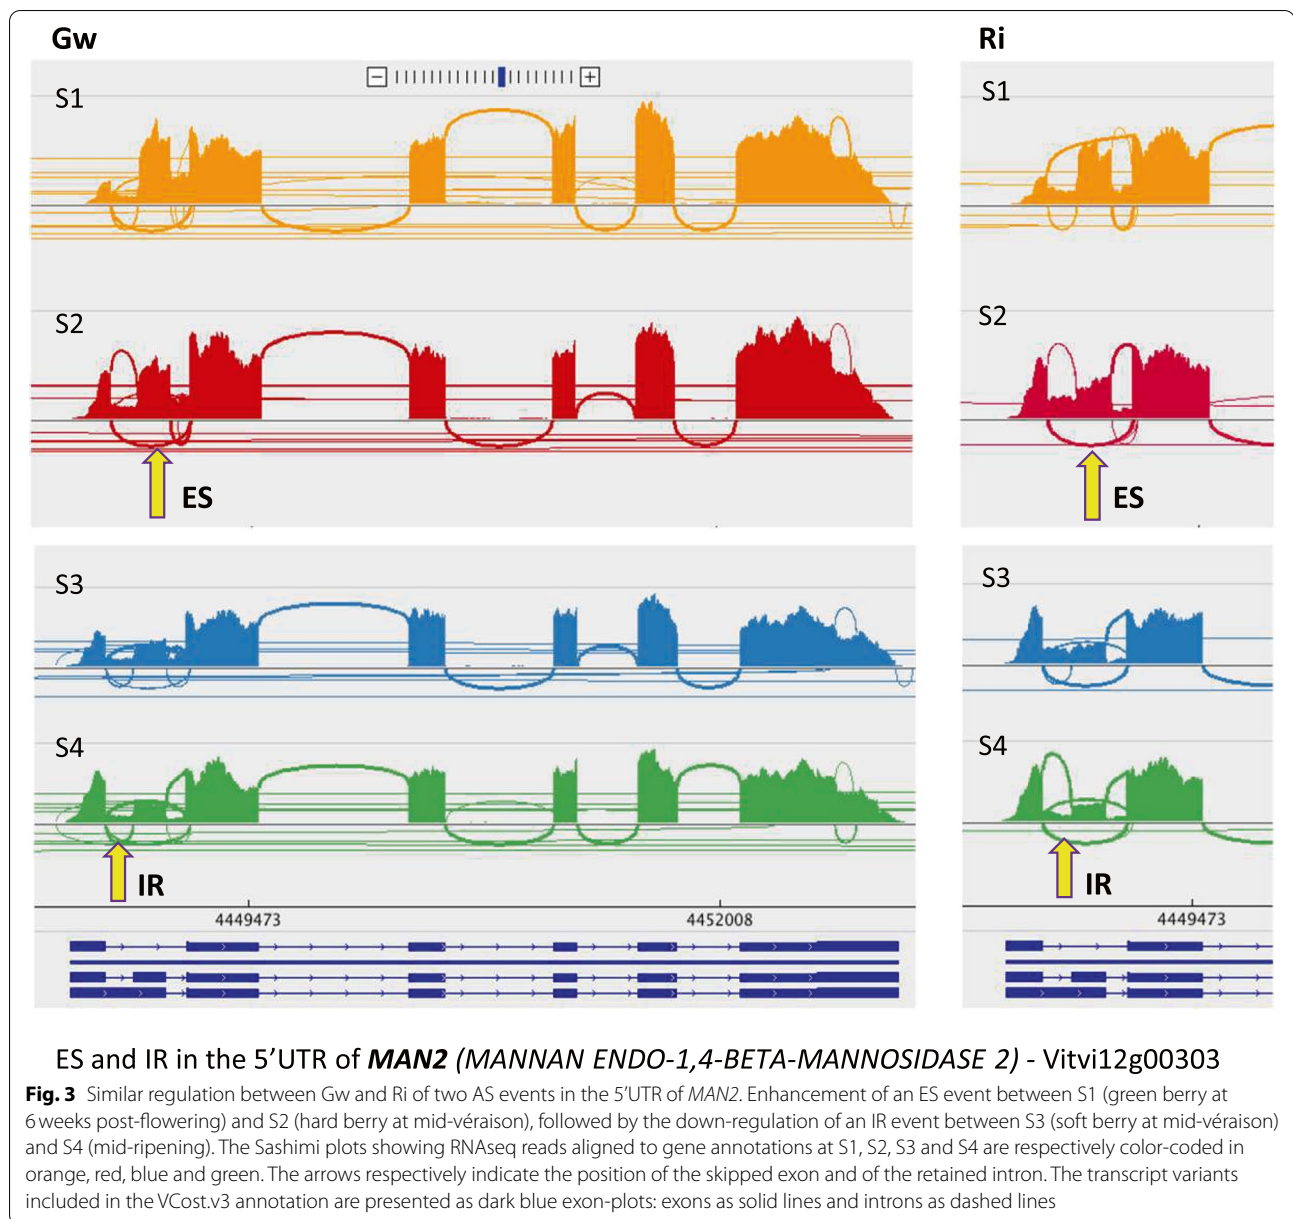 Gw
Ri
S1
S1
S2
S2
ES
ES
S3
S3
S4
S4
IR
IR
4449473
4452008
4449473
ES and IR in the 5’UTR of MAN2 (MANNAN ENDO-1,4-BETA-MANNOSIDASE 2) - Vitvi12g00303
Fig. 3 Similar regulation between Gw and Ri of two AS events in the 5’UTR of MAN2. Enhancement of an ES event between S1 (green berry at
6 weeks post-flowering) and S2 (hard berry at mid-véraison), followed by the down-regulation of an IR event between S3 (soft berry at mid-véraison)
and S4 (mid-ripening). The Sashimi plots showing RNAseq reads aligned to gene annotations at S1, S2, S3 and S4 are respectively color-coded in
orange, red, blue and green. The arrows respectively indicate the position of the skipped exon and of the retained intron. The transcript variants
included in the VCost.v3 annotation are presented as dark blue exon-plots: exons as solid lines and introns as dashed lines